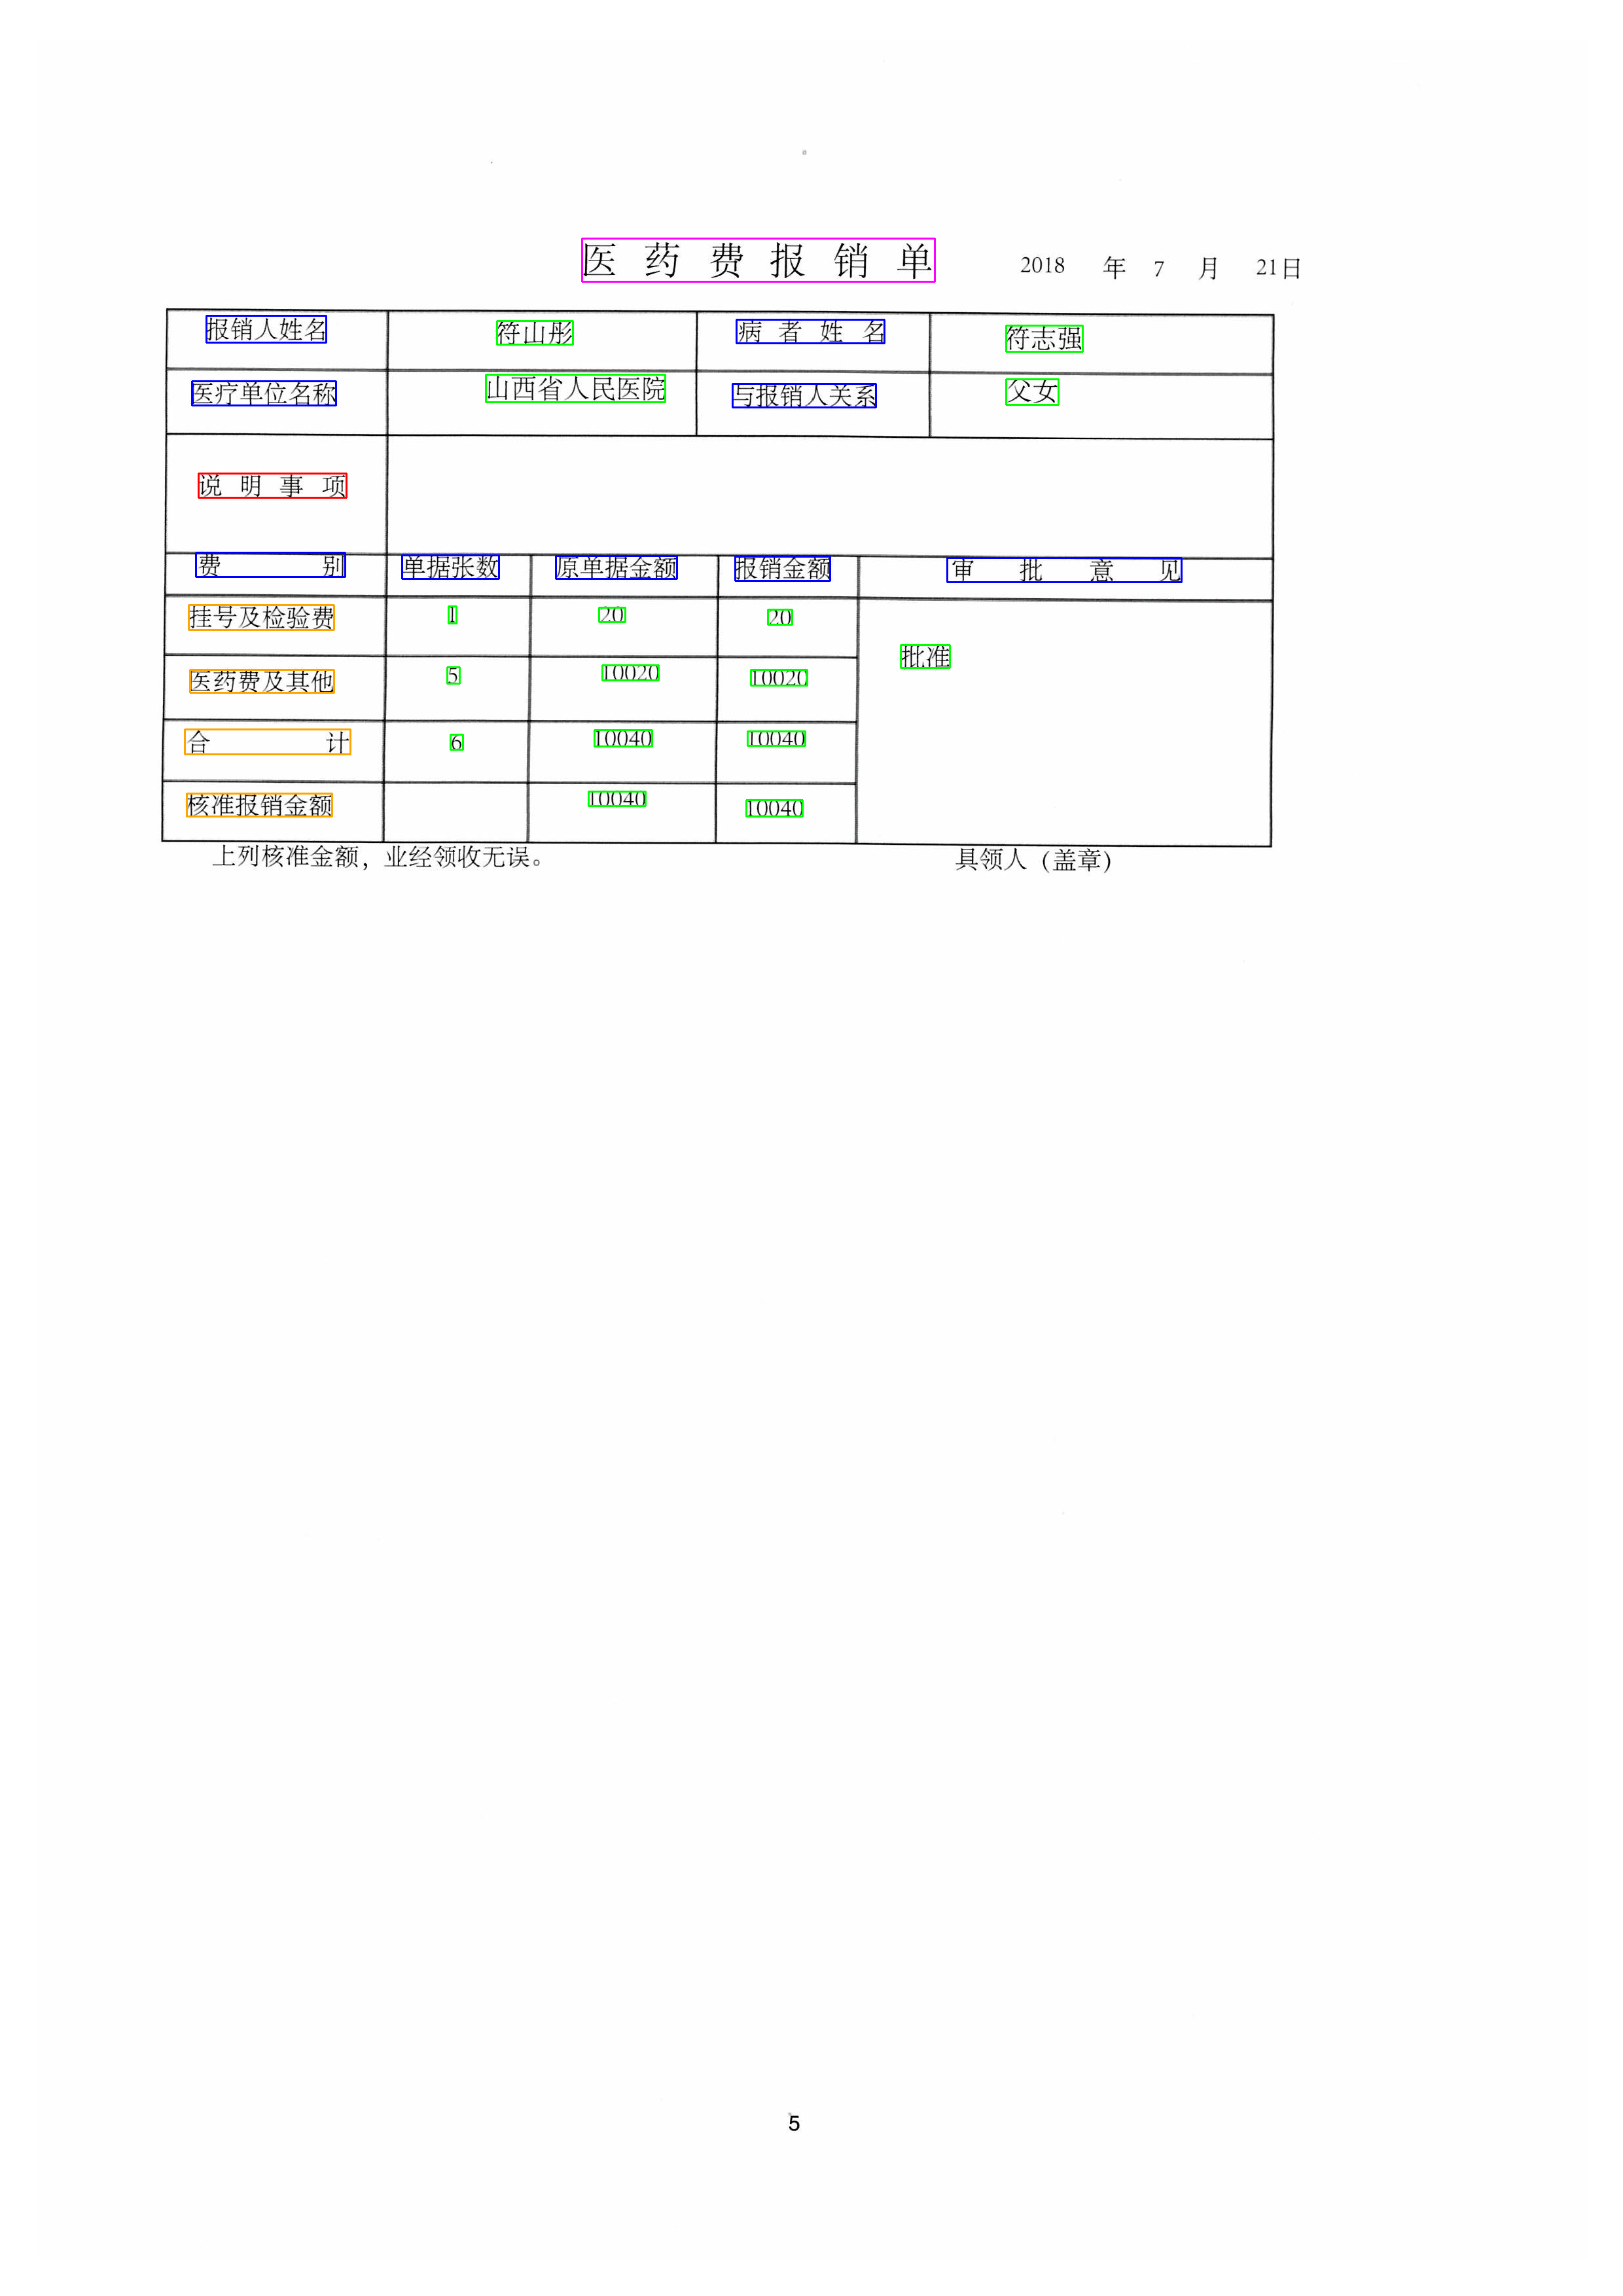 医药费报销单 2018 年 7 月 21日
报销人姓名 符山彤 病者姓名 符志强
医疗单位名称 山西省人民医院 与报销人关系 父女
说明事项
费别 单据张数 原单据金额 报销金额 审批意见
挂号及检验费 1 20 20
批准
医药费及其他 5 10020 10020
合计 6 10040 10040
核准报销金额 10040 10040
上列核准金额，业经领收无误。 具领人（盖章）
5